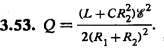 3.53. Q = (L + CR₂²)ℰ² / 2(R₁ + R₂)².